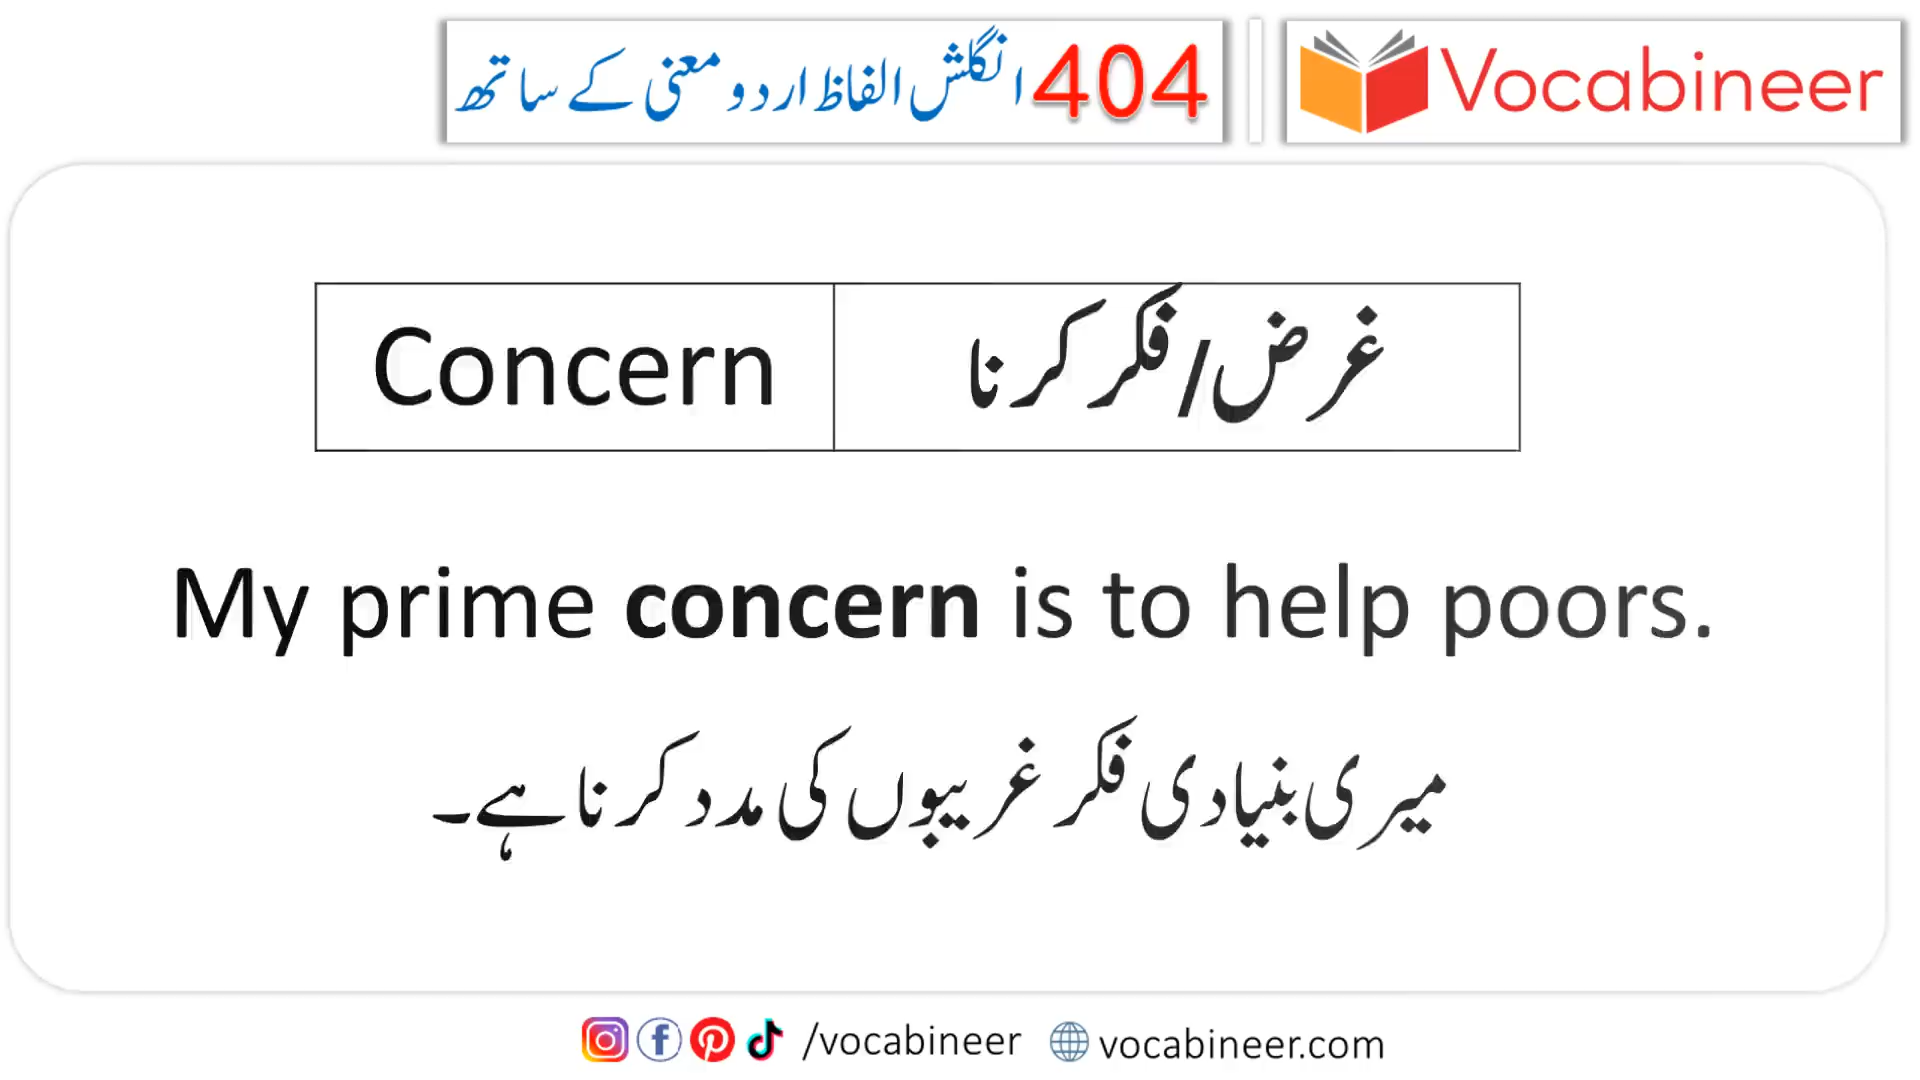 404 انگلش الفاظ اردو معنی کے ساتھ
Vocabineer
Concern
غرض/فکر کرنا
My prime concern is to help poors.
میری بنیادی فکر غریبوں کی مدد کرنا ہے۔
/vocabineer
vocabineer.com